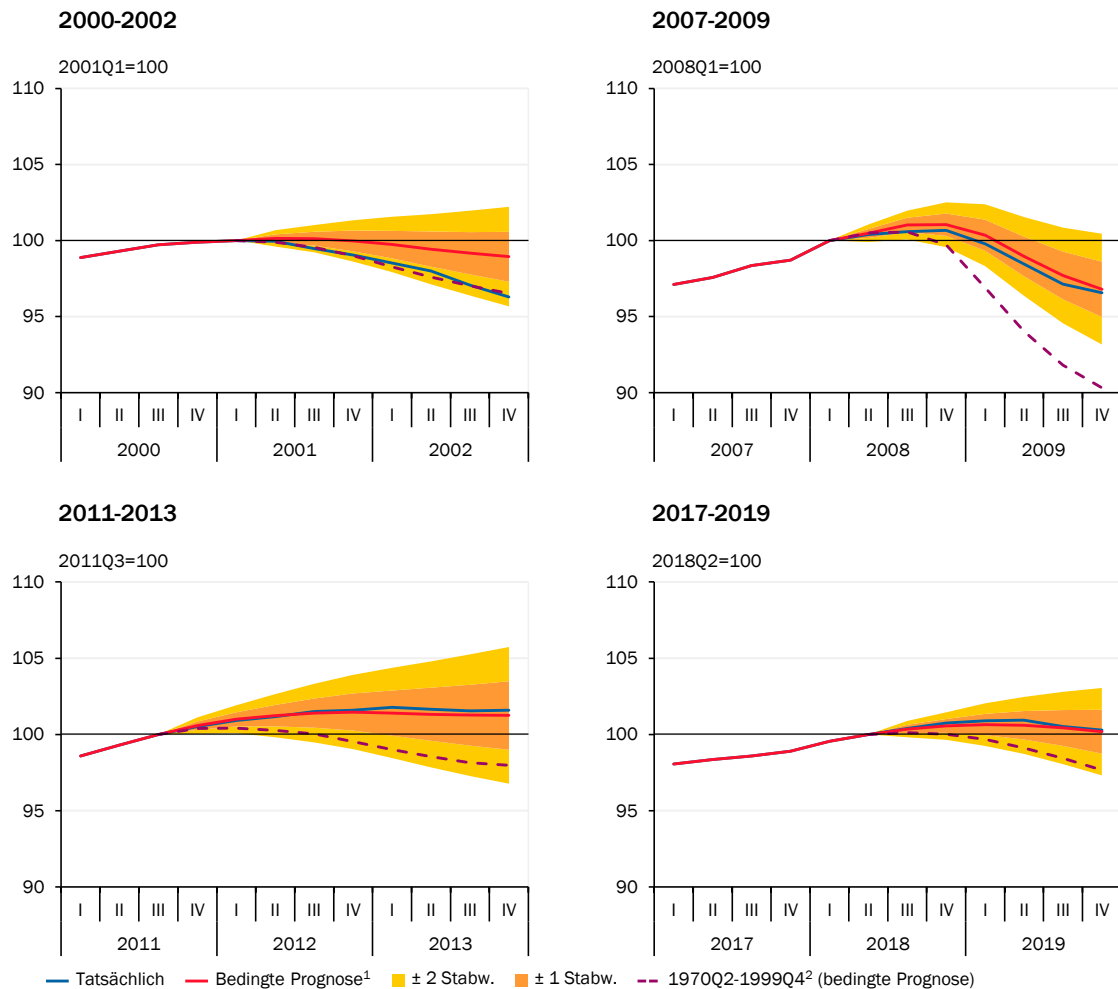 2000-2002
2001Q1=100
110
105
100
95
90
I II III IV I II III IV I II III IV
2000 2001 2002
2007-2009
2008Q1=100
110
105
100
95
90
I II III IV I II III IV I II III IV
2007 2008 2009
2011-2013
2011Q3=100
110
105
100
95
90
I II III IV I II III IV I II III IV
2011 2012 2013
2017-2019
2018Q2=100
110
105
100
95
90
I II III IV I II III IV I II III IV
2017 2018 2019
Tatsächlich Bedingte Prognose¹ ± 2 Stabw. ± 1 Stabw. 1970Q2-1999Q4² (bedingte Prognose)